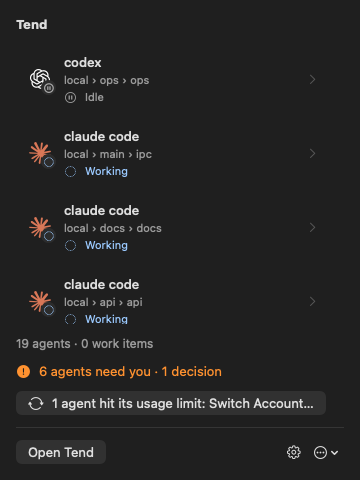 Tend
codex
local › ops › ops
Idle
claude code
local › main › ipc
Working
claude code
local › docs › docs
Working
claude code
local › api › api
Working
19 agents · 0 work items
6 agents need you · 1 decision
1 agent hit its usage limit: Switch Account...
Open Tend